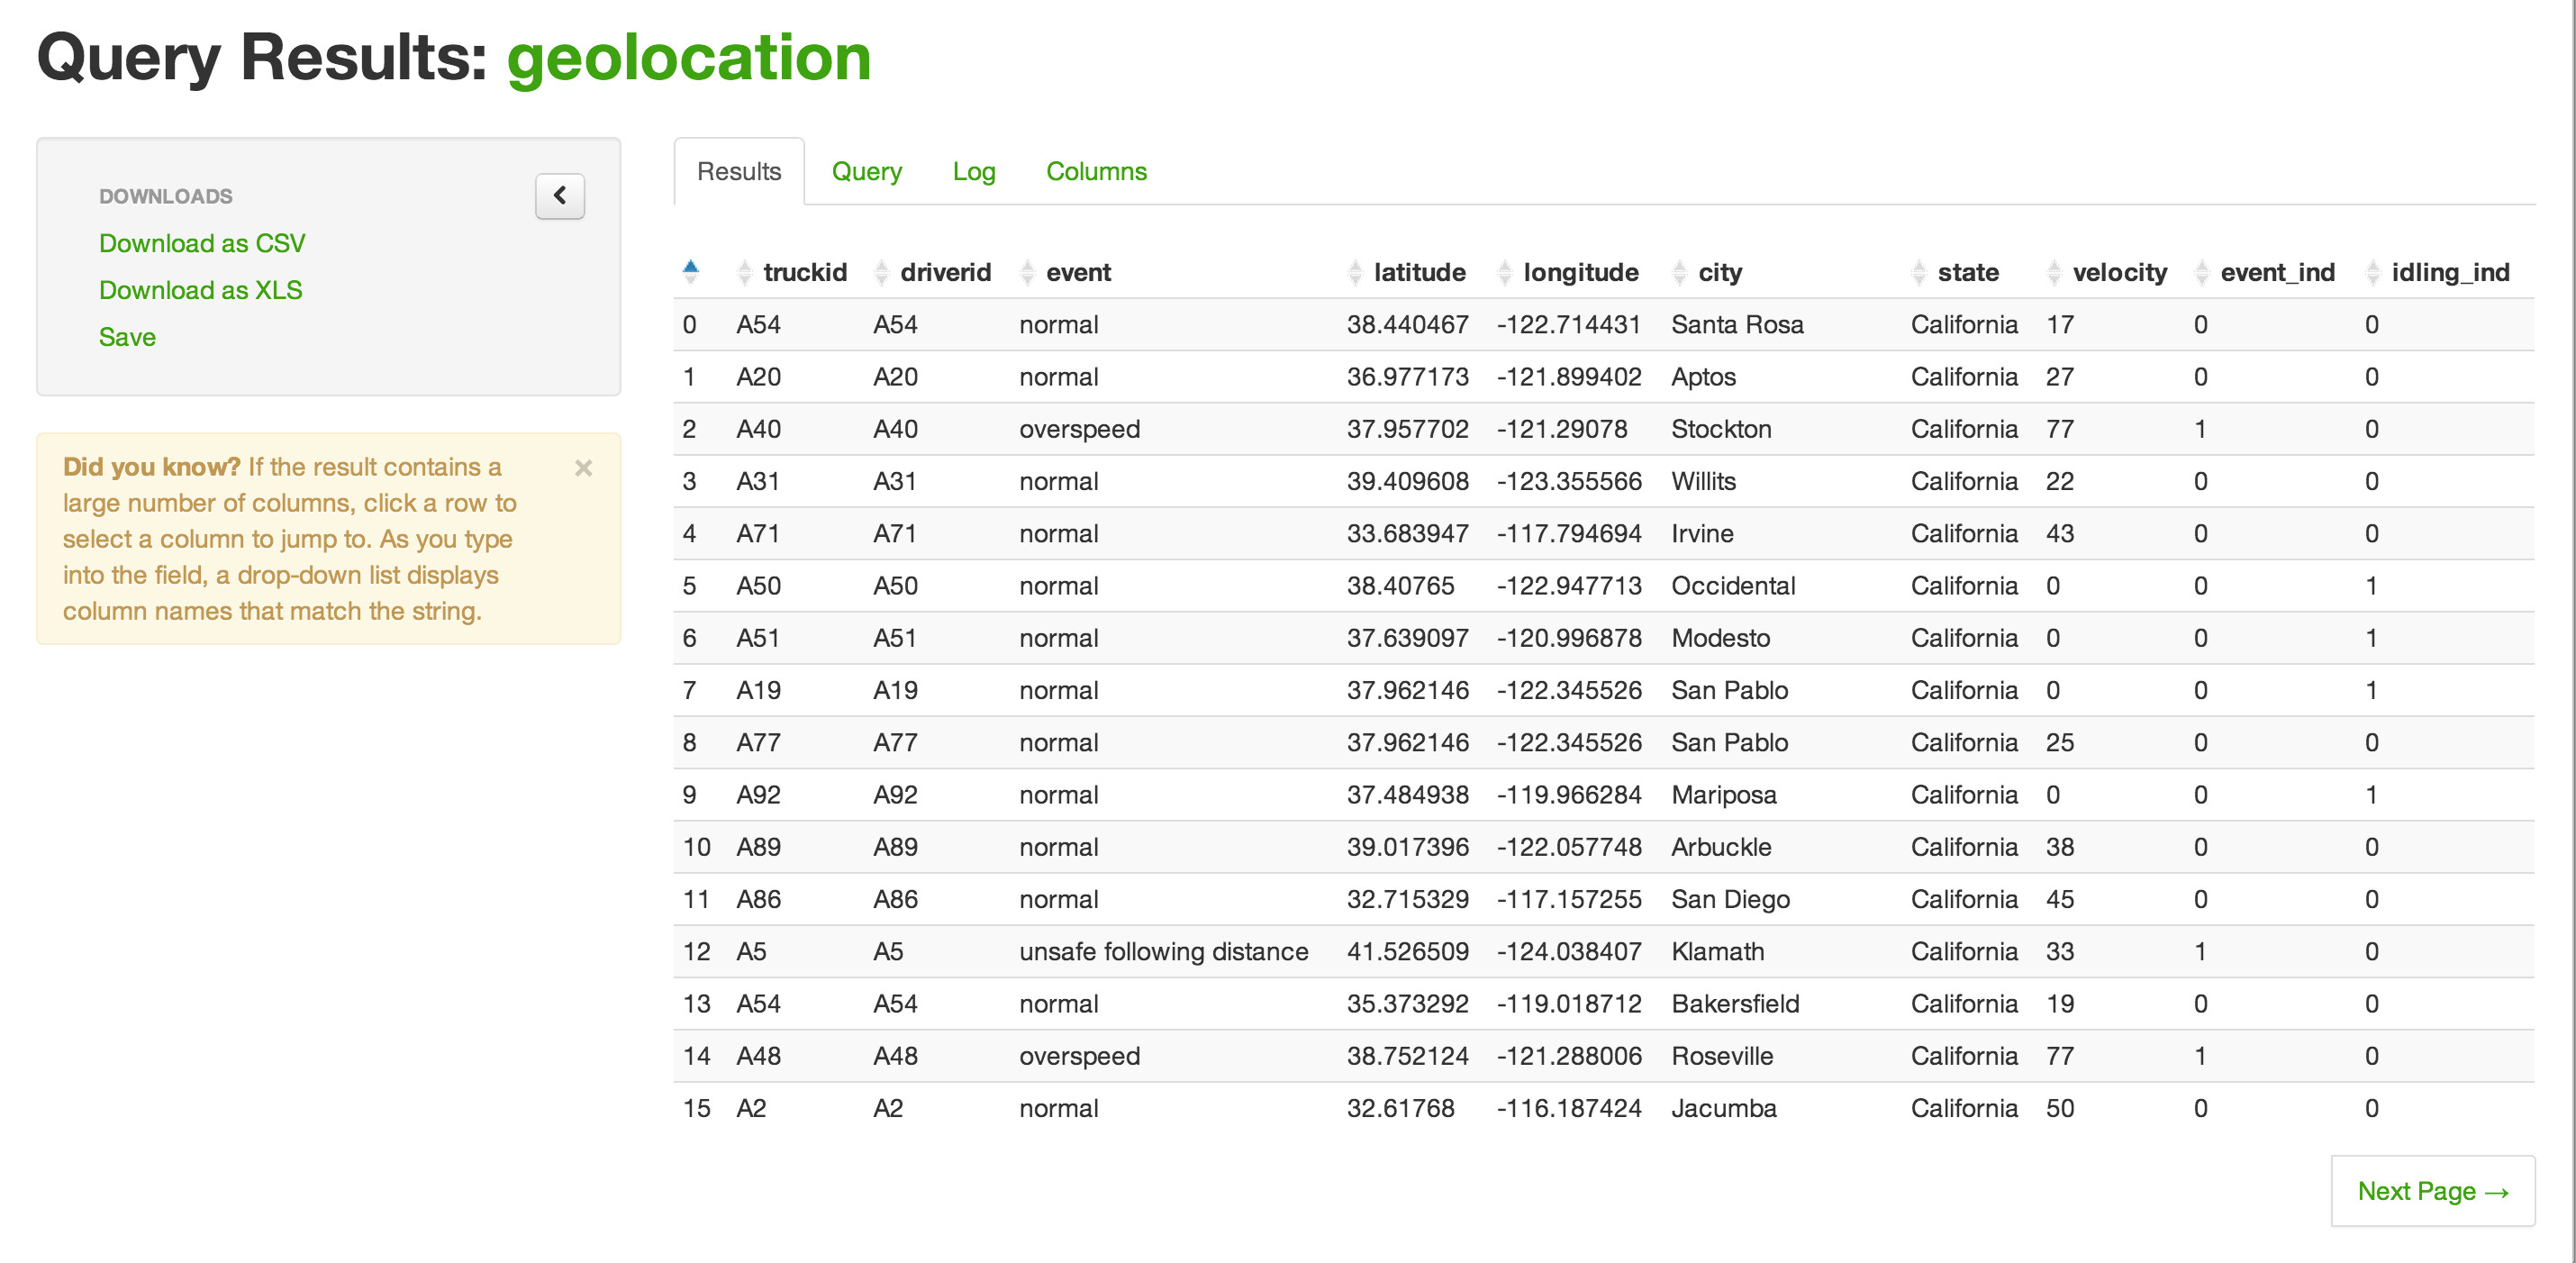 Query Results: geolocation
DOWNLOADS
Download as CSV
Download as XLS
Save
Did you know? If the result contains a
large number of columns, click a row to
select a column to jump to. As you type
into the field, a drop-down list displays
column names that match the string.
×
Results Query Log Columns
truckid driverid event latitude longitude city state velocity event_ind idling_ind
0 A54 A54 normal 38.440467 -122.714431 Santa Rosa California 17 0 0
1 A20 A20 normal 36.977173 -121.899402 Aptos California 27 0 0
2 A40 A40 overspeed 37.957702 -121.29078 Stockton California 77 1 0
3 A31 A31 normal 39.409608 -123.355566 Willits California 22 0 0
4 A71 A71 normal 33.683947 -117.794694 Irvine California 43 0 0
5 A50 A50 normal 38.40765 -122.947713 Occidental California 0 0 1
6 A51 A51 normal 37.639097 -120.996878 Modesto California 0 0 1
7 A19 A19 normal 37.962146 -122.345526 San Pablo California 0 0 1
8 A77 A77 normal 37.962146 -122.345526 San Pablo California 25 0 0
9 A92 A92 normal 37.484938 -119.966284 Mariposa California 0 0 1
10 A89 A89 normal 39.017396 -122.057748 Arbuckle California 38 0 0
11 A86 A86 normal 32.715329 -117.157255 San Diego California 45 0 0
12 A5 A5 unsafe following distance 41.526509 -124.038407 Klamath California 33 1 0
13 A54 A54 normal 35.373292 -119.018712 Bakersfield California 19 0 0
14 A48 A48 overspeed 38.752124 -121.288006 Roseville California 77 1 0
15 A2 A2 normal 32.61768 -116.187424 Jacumba California 50 0 0
Next Page →